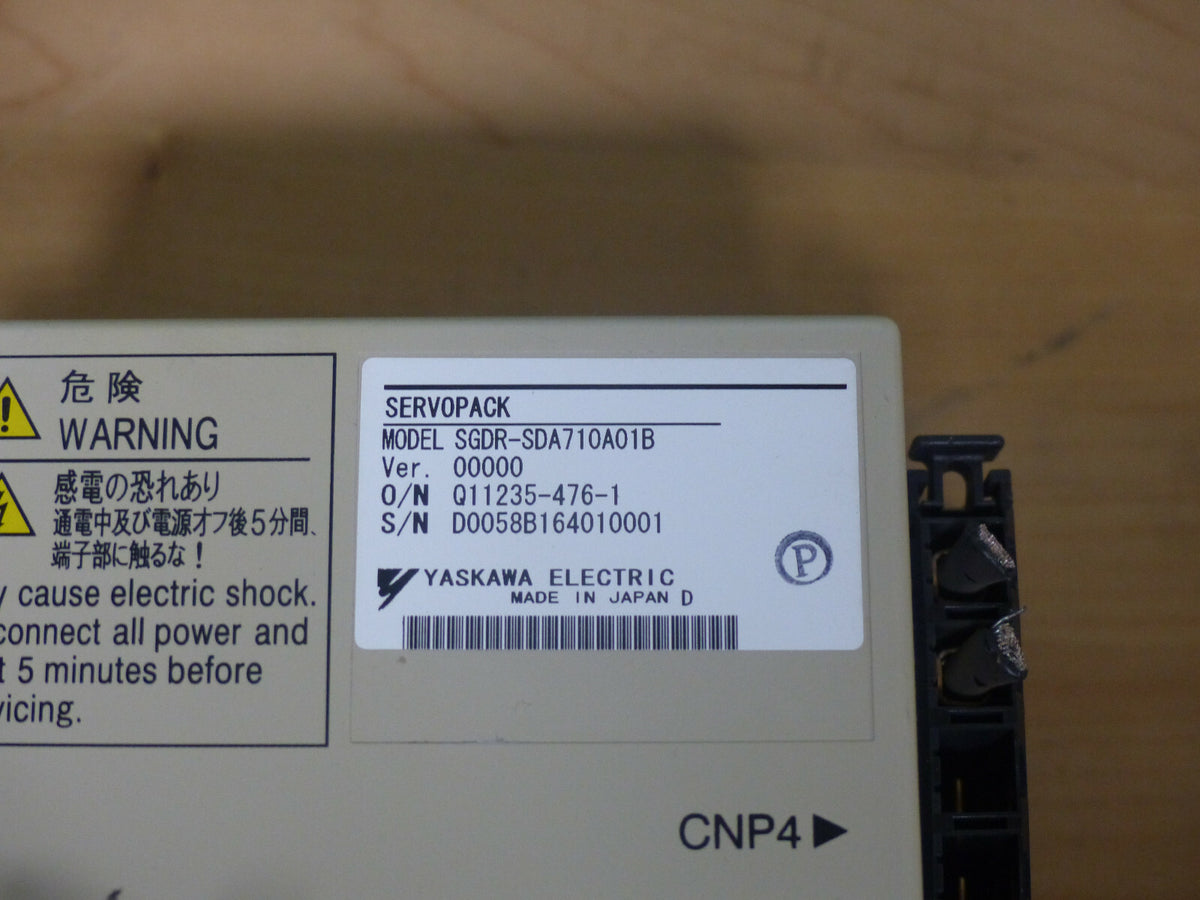 危険
WARNING
感電の恐れあり
通電中及び電源オフ後5分間、
端子部に触るな!
cause electric shock.
connect all power and
5 minutes before
SERVOPACK
MODEL SGDR-SDA710A01B
Ver. 00000
O/N Q11235-476-1
S/N D0058B164010001
YASKAWA ELECTRIC
MADE IN JAPAN D
P
CNP4